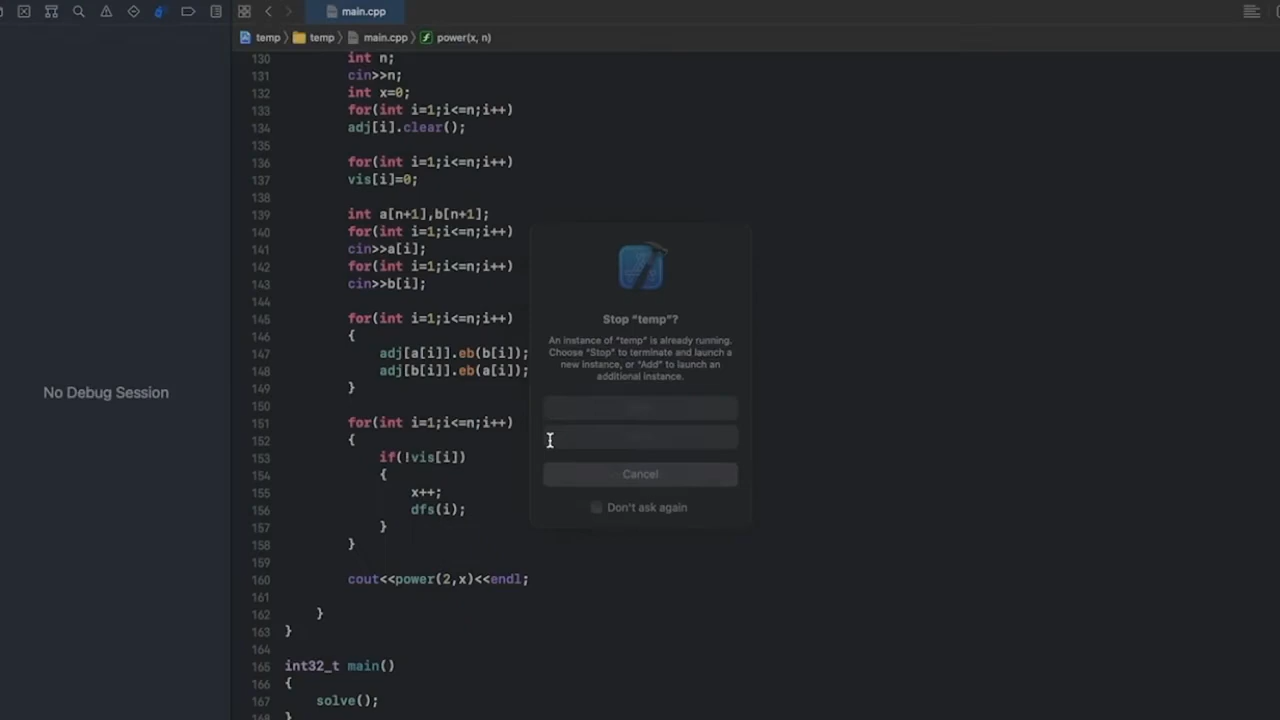 main.cpp
temp 〉 temp 〉 main.cpp 〉 power(x, n)
130 int n;
131 cin>>n;
132 int x=0;
133 for(int i=1;i<=n;i++)
134 adj[i].clear();
135
136 for(int i=1;i<=n;i++)
137 vis[i]=0;
138
139 int a[n+1],b[n+1];
140 for(int i=1;i<=n;i++)
141 cin>>a[i];
142 for(int i=1;i<=n;i++)
143 cin>>b[i];
144
145 for(int i=1;i<=n;i++)
146 {
147 adj[a[i]].eb(b[i]);
148 adj[b[i]].eb(a[i]);
149 }
150
151 for(int i=1;i<=n;i++)
152 {
153 if(!vis[i])
154 {
155 x++;
156 dfs(i);
157 }
158 }
159
160 cout<<power(2,x)<<endl;
161
162 }
163 }
164
165 int32_t main()
166 {
167 solve();
168 }
No Debug Session
Stop "temp"?
An instance of "temp" is already running.
Choose "Stop" to terminate and launch a
new instance, or "Add" to launch an
additional instance.
Cancel
Don't ask again